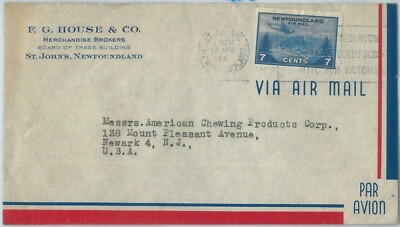 F. G. HOUSE & CO.
MERCHANDISE BROKERS
BOARD OF TRADE BUILDING
ST. JOHN'S, NEWFOUNDLAND
NEWFOUNDLAND
AIR MAIL
7 CENTS 7
VIA AIR MAIL
Messrs.American Chewing Products Corp.,
138 Mount Pleasant Avenue,
Newark 4, N.J.,
U.S.A.
PAR
AVION